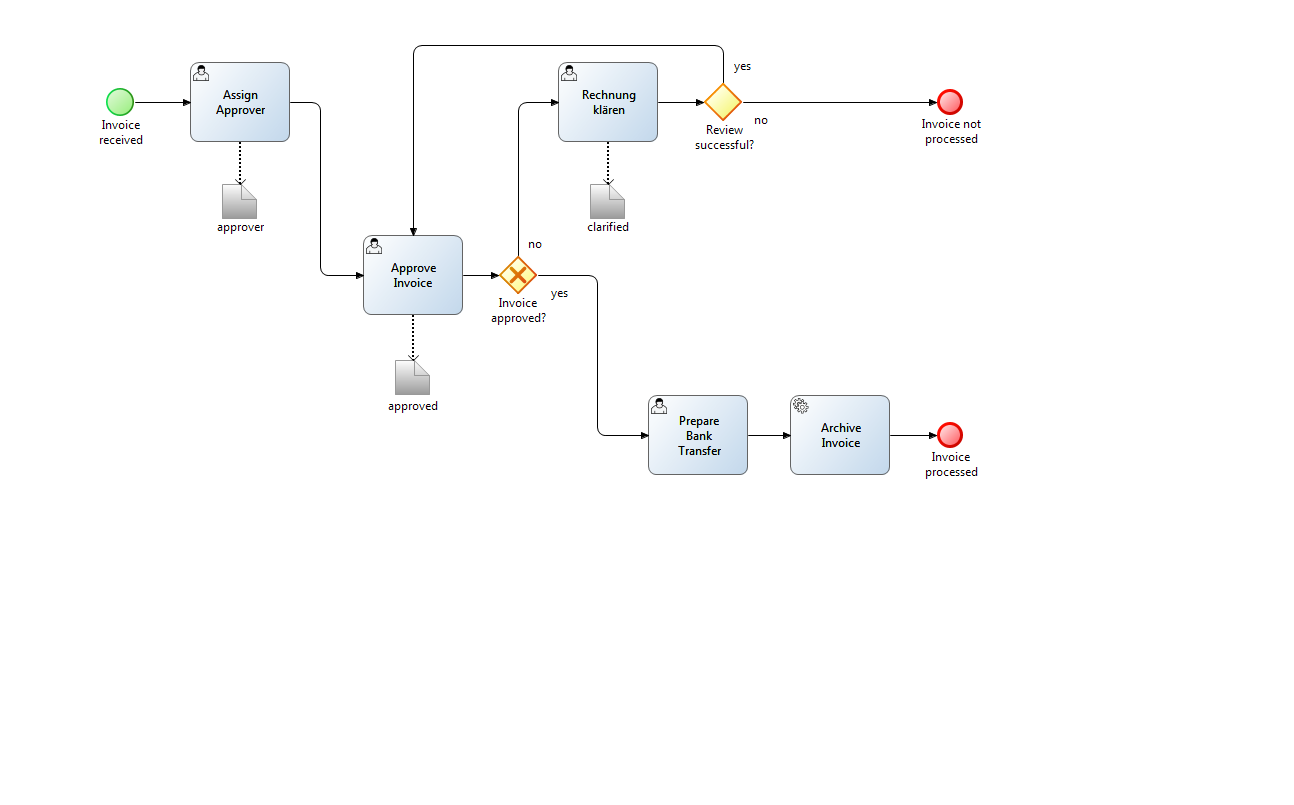 yes
Assign
Approver
Rechnung
klären
Invoice
received
Review
successful?
no
Invoice not
processed
approver
clarified
no
Approve
Invoice
yes
Invoice
approved?
approved
Prepare
Bank
Transfer
Archive
Invoice
Invoice
processed